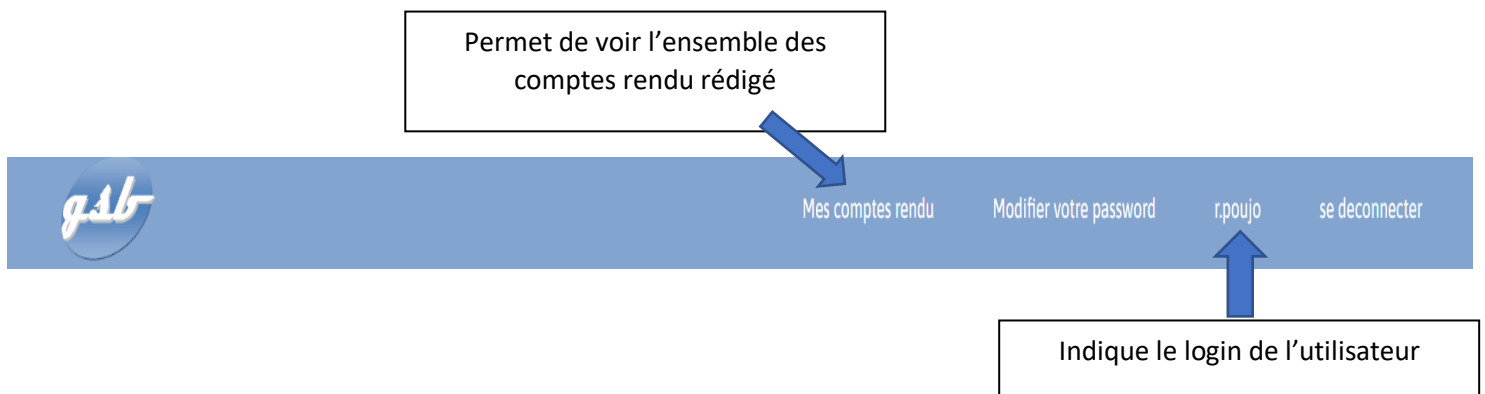 Permet de voir l’ensemble des
comptes rendu rédigé
gsb
Mes comptes rendu Modifier votre password r.poujo se deconnecter
Indique le login de l’utilisateur